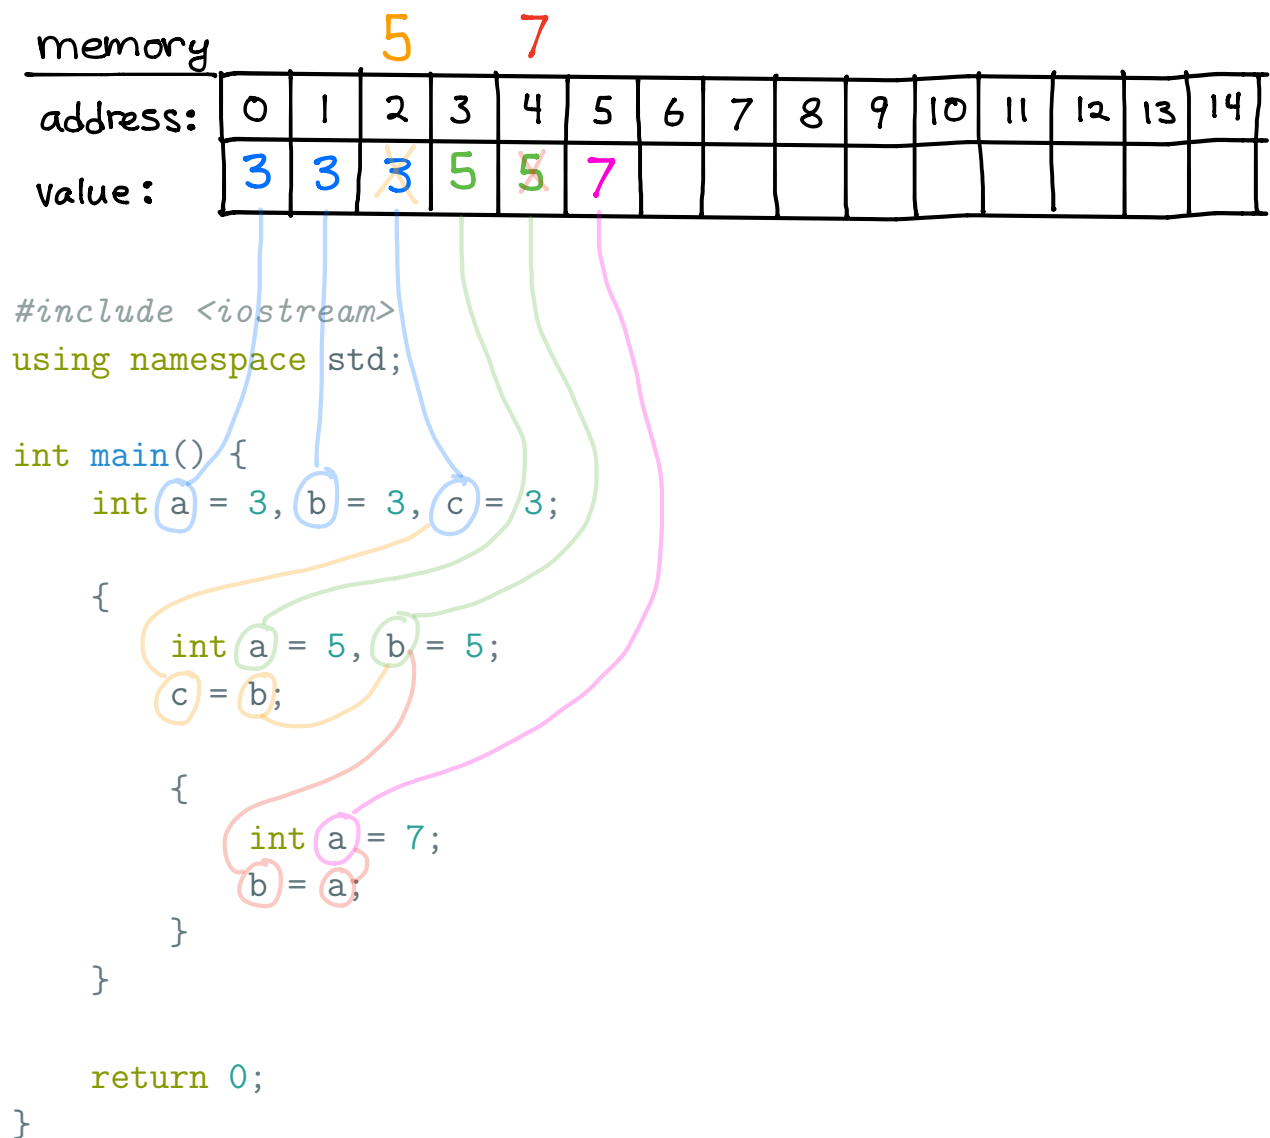 memory 5 7
address: 0 1 2 3 4 5 6 7 8 9 10 11 12 13 14
value: 3 3 3 5 5 7
#include <iostream>
using namespace std;
int main() {
int a = 3, b = 3, c = 3;
{
int a = 5, b = 5;
c = b;
{
int a = 7;
b = a;
}
}
return 0;
}